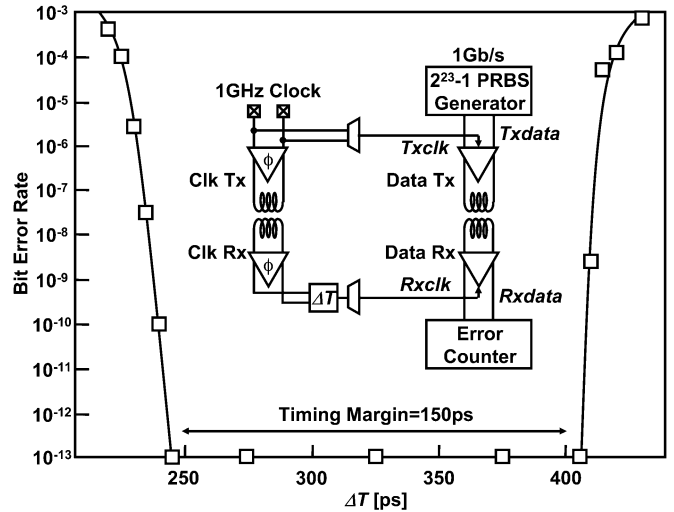 10-3
10-4
10-5
10-6
10-7
10-8
10-9
10-10
10-11
10-12
10-13
Bit Error Rate
1GHz Clock
1Gb/s
2²³-1 PRBS
Generator
Txclk
Txdata
ϕ
Clk Tx
Data Tx
Clk Rx
Data Rx
ϕ
ΔT
Rxclk
Rxdata
Error
Counter
Timing Margin=150ps
250
300
350
400
ΔT [ps]